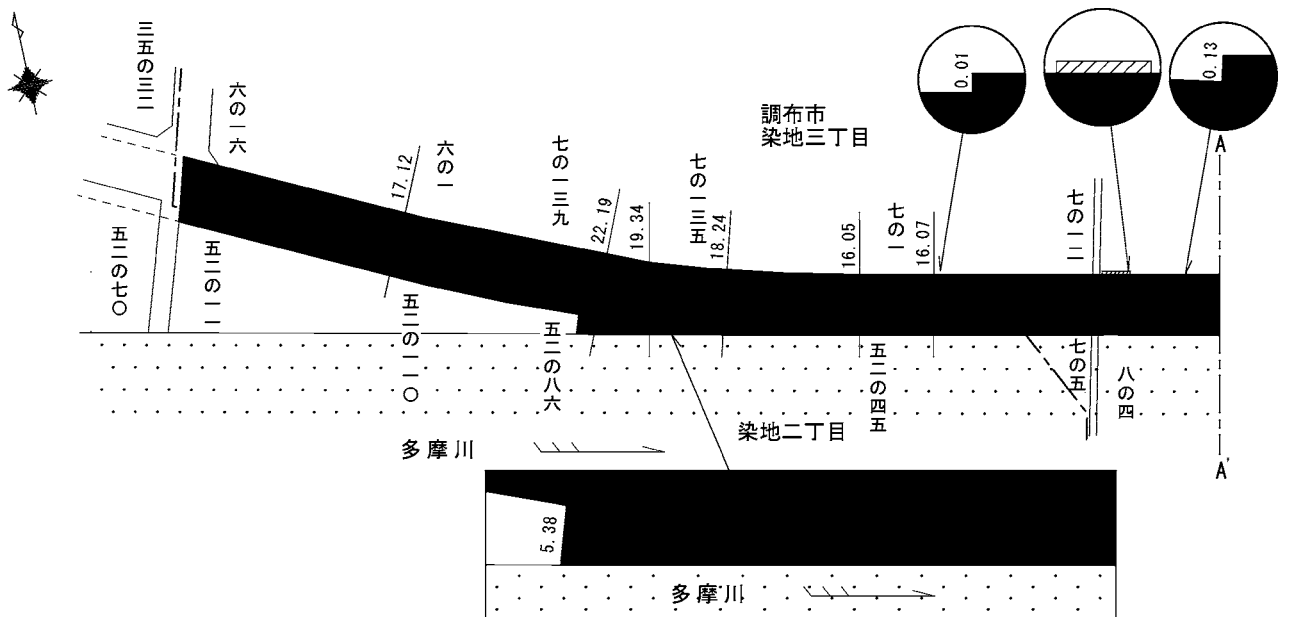 三五の三二
六の一六
17.12
六の一
七の一三九
22.19
19.34
七の一三五
18.24
調布市
染地三丁目
16.05
七の一
16.07
0.01
0.13
七の一二
A
五二の七〇
五二の一一
五二の一一〇
五二の八六
五二の四五
七の五
八の四
染地二丁目
多摩川
A'
5.38
多摩川